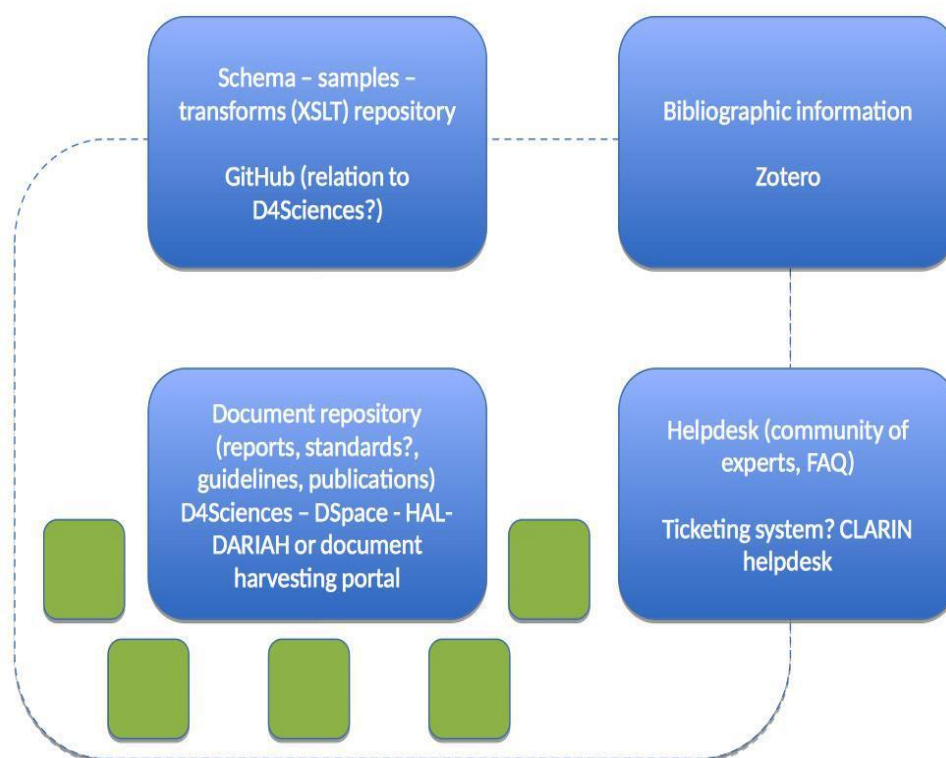 Schema – samples –
transforms (XSLT) repository
GitHub (relation to
D4Sciences?)
Bibliographic information
Zotero
Document repository
(reports, standards?,
guidelines, publications)
D4Sciences – DSpace - HAL-
DARIAH or document
harvesting portal
Helpdesk (community of
experts, FAQ)
Ticketing system? CLARIN
helpdesk